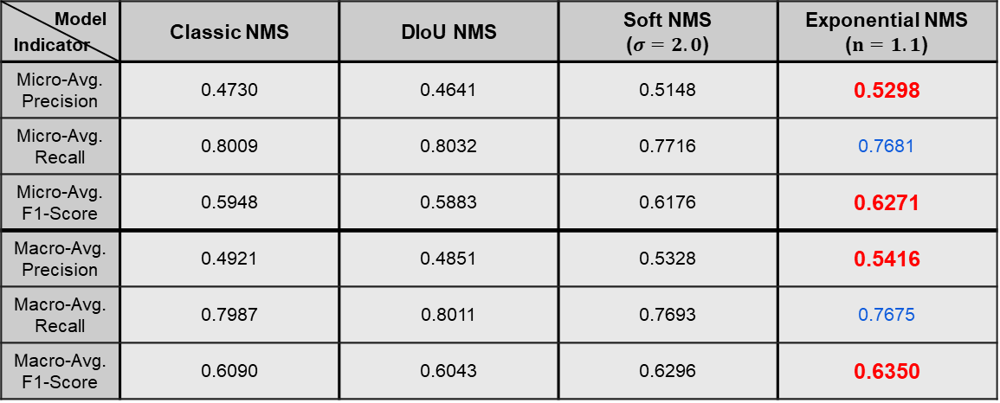 Model
Indicator
Classic NMS
DIoU NMS
Soft NMS
(σ = 2.0)
Exponential NMS
(n = 1.1)
Micro-Avg.
Precision
0.4730
0.4641
0.5148
0.5298
Micro-Avg.
Recall
0.8009
0.8032
0.7716
0.7681
Micro-Avg.
F1-Score
0.5948
0.5883
0.6176
0.6271
Macro-Avg.
Precision
0.4921
0.4851
0.5328
0.5416
Macro-Avg.
Recall
0.7987
0.8011
0.7693
0.7675
Macro-Avg.
F1-Score
0.6090
0.6043
0.6296
0.6350